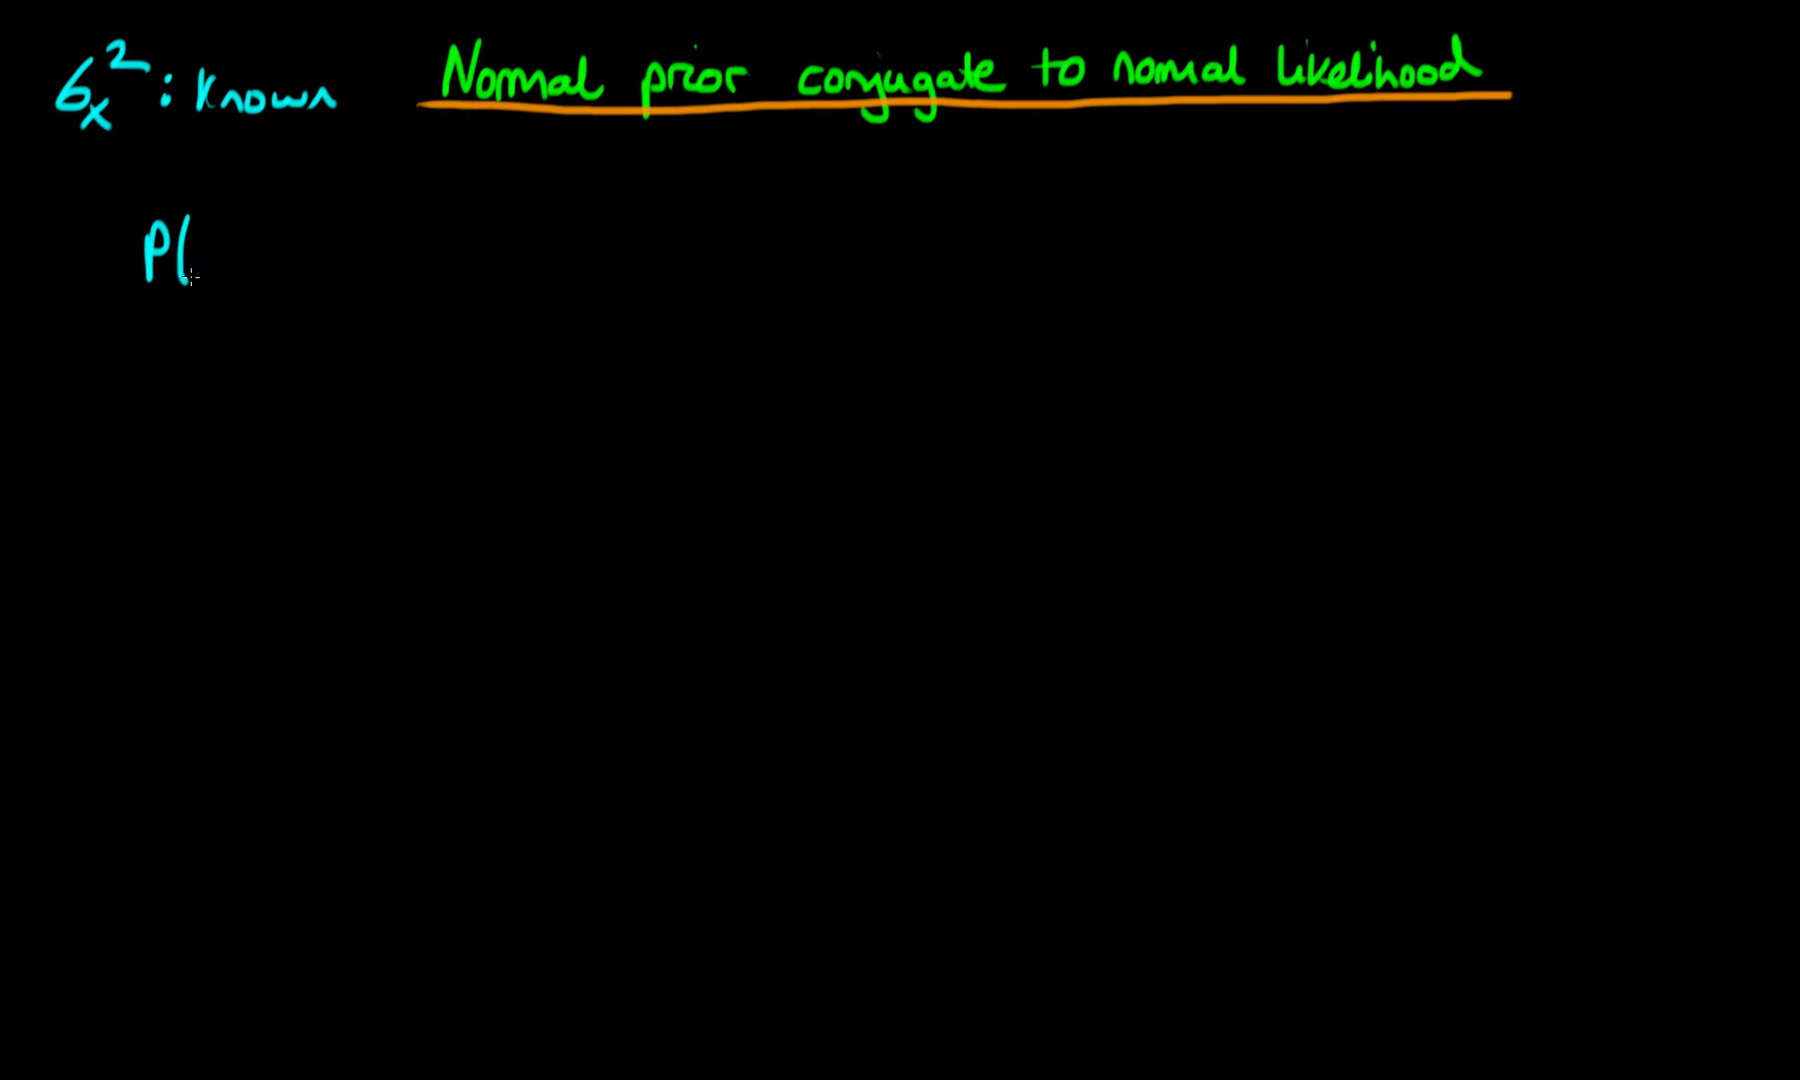 σₓ² : Known Normal prior conjugate to normal likelihood
P(